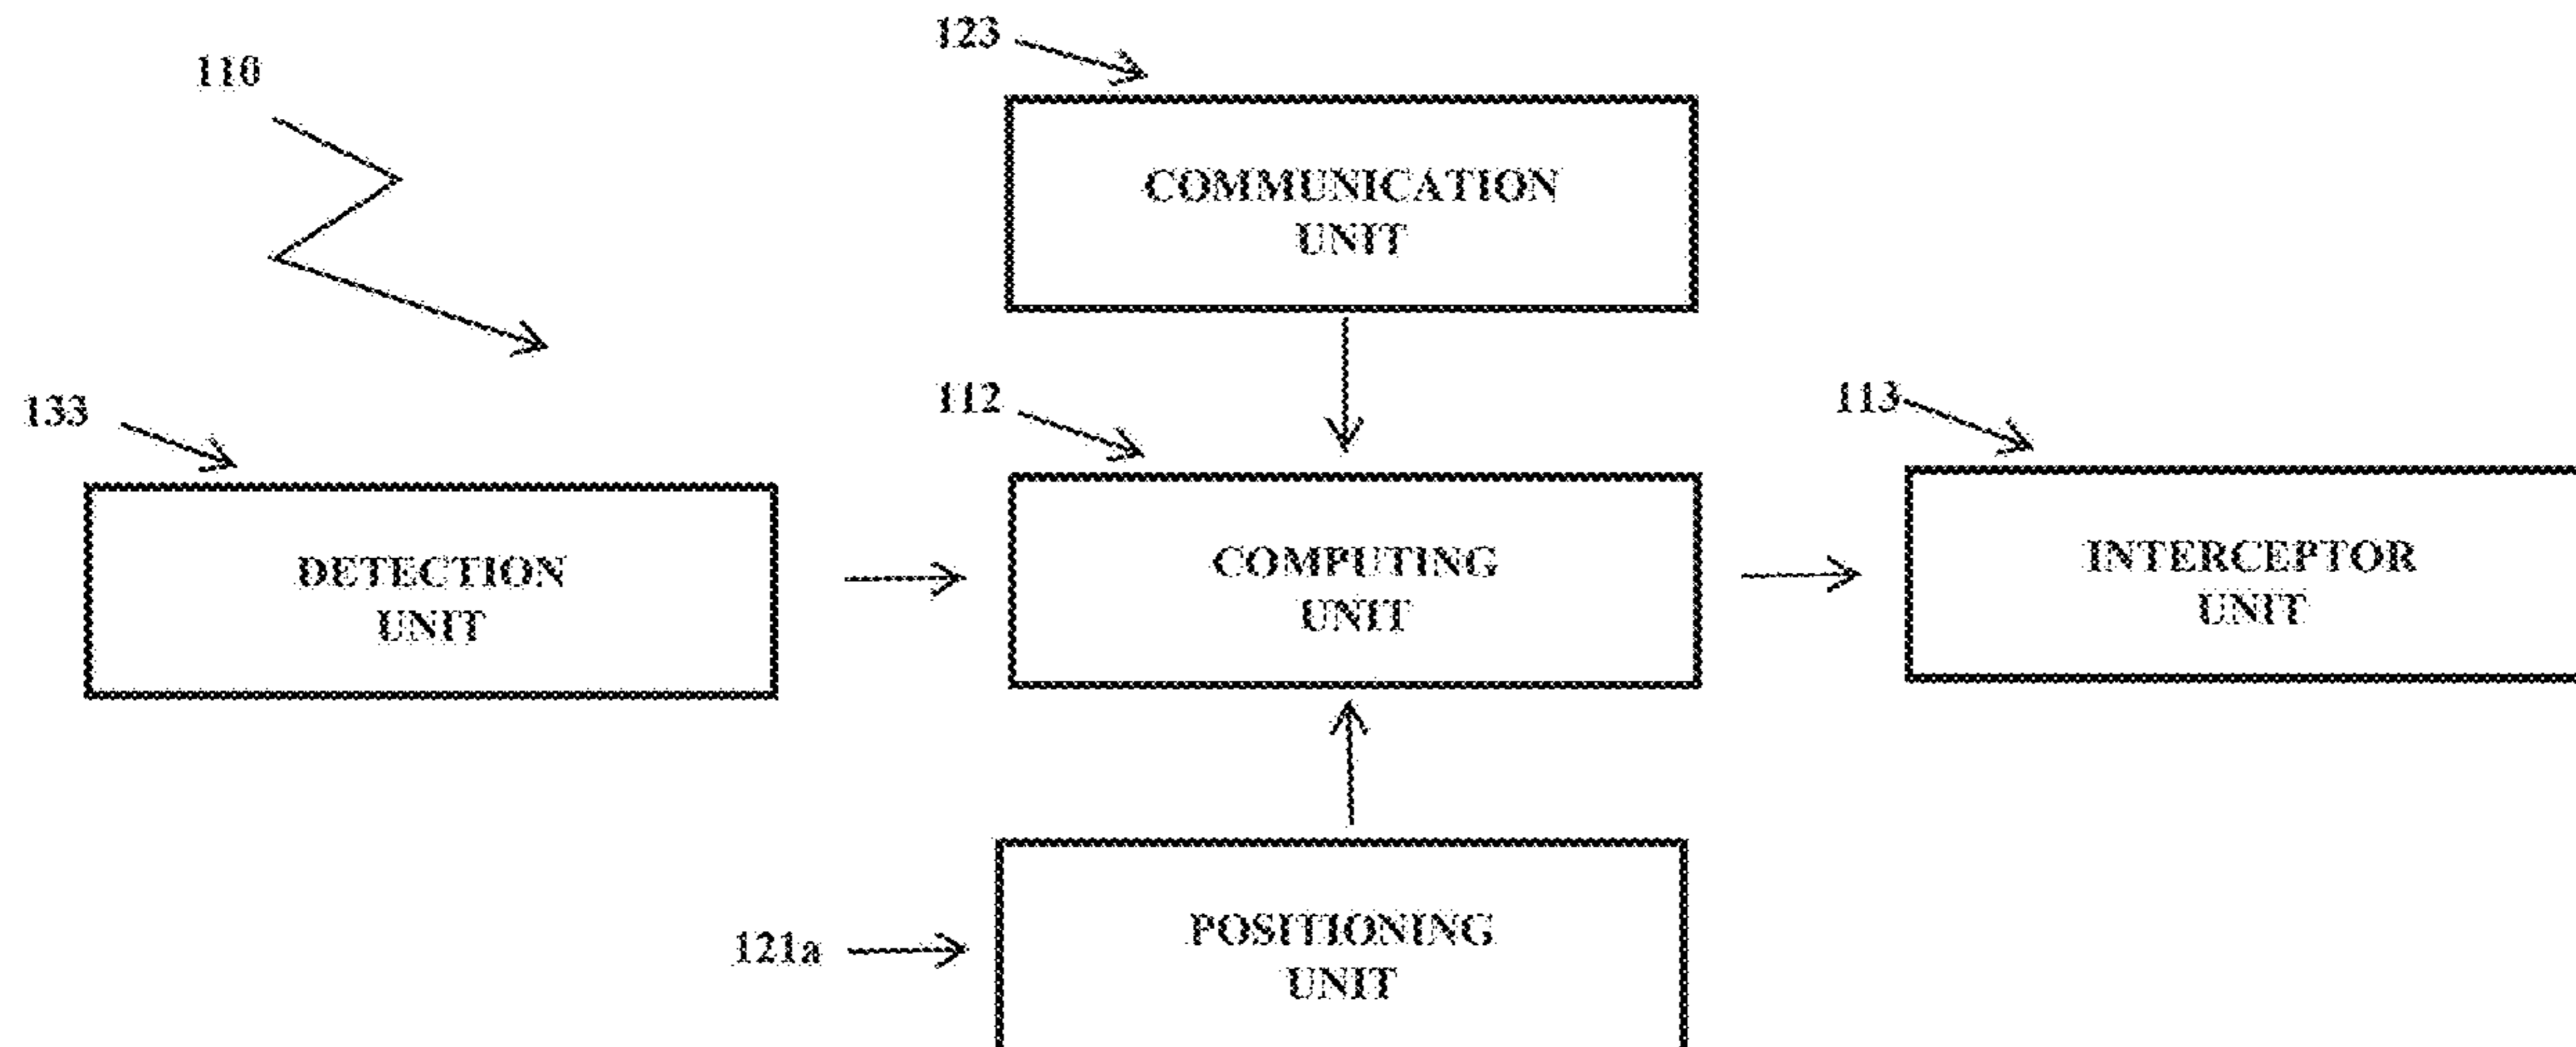 123
110
COMMUNICATION
UNIT
133
112
113
DETECTION
UNIT
COMPUTING
UNIT
INTERCEPTOR
UNIT
121a
POSITIONING
UNIT